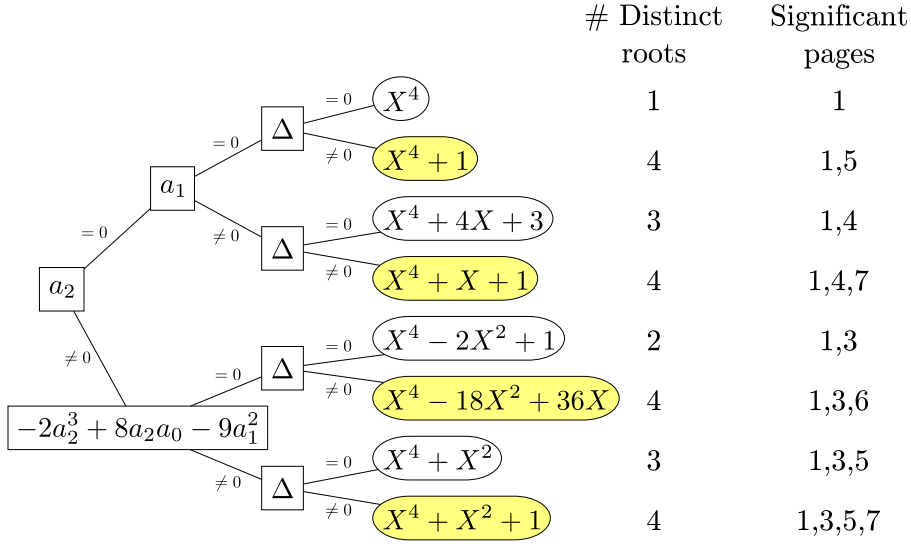 # Distinct roots
Significant pages
= 0
X^4
1
1
Δ
= 0
≠ 0
X^4 + 1
4
1,5
a_1
= 0
≠ 0
= 0
X^4 + 4X + 3
3
1,4
Δ
≠ 0
X^4 + X + 1
4
1,4,7
a_2
≠ 0
= 0
X^4 − 2X^2 + 1
2
1,3
Δ
= 0
≠ 0
X^4 − 18X^2 + 36X
4
1,3,6
−2a_2^3 + 8a_2a_0 − 9a_1^2
≠ 0
= 0
X^4 + X^2
3
1,3,5
Δ
≠ 0
X^4 + X^2 + 1
4
1,3,5,7